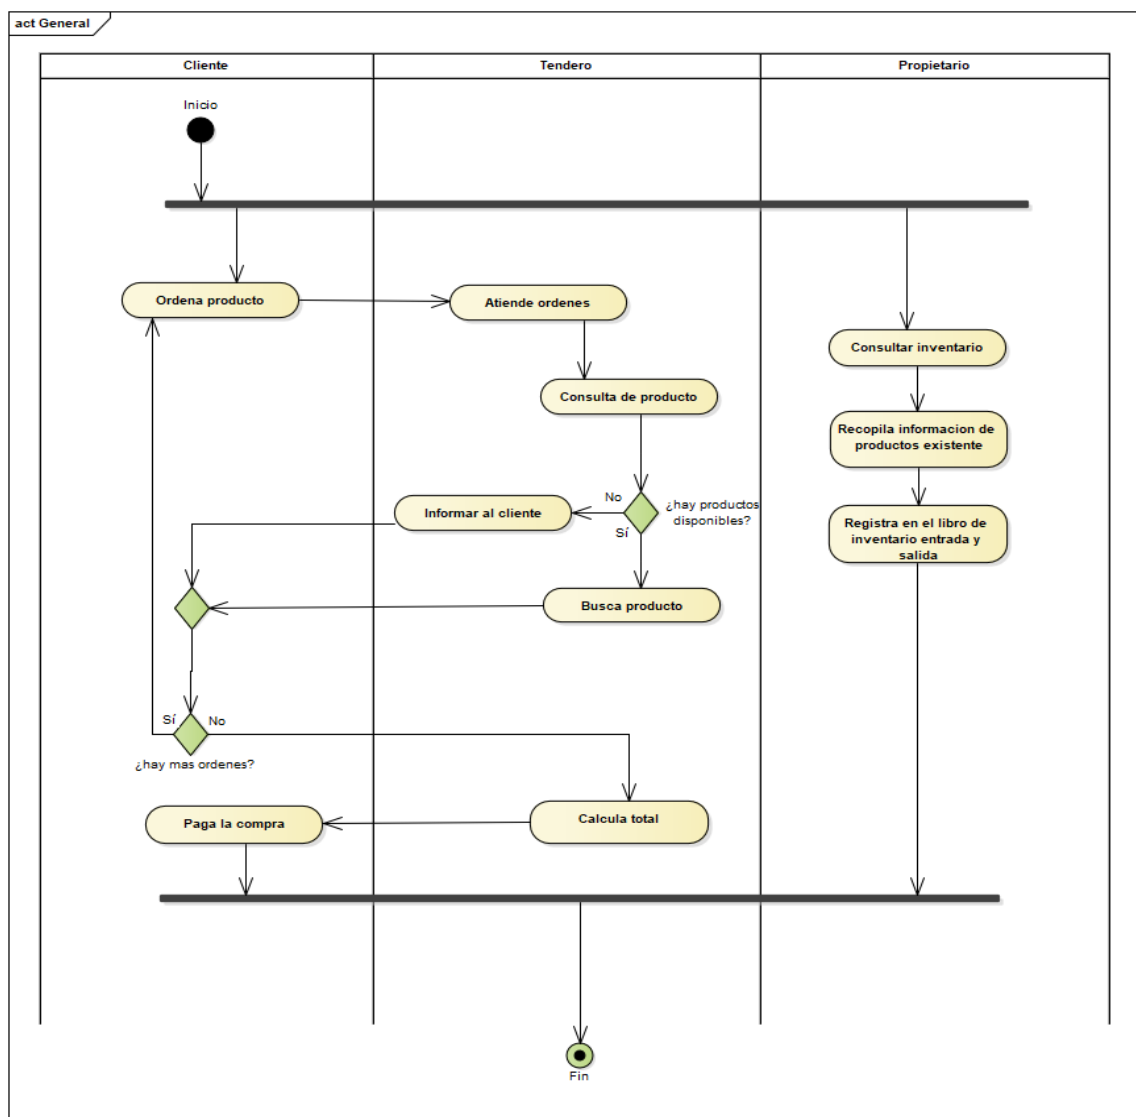 act General
Cliente
Tendero
Propietario
Inicio
Ordena producto
Atiende ordenes
Consultar inventario
Consulta de producto
Recopila informacion de
productos existente
No
¿hay productos
disponibles?
Sí
Informar al cliente
Registra en el libro de
inventario entrada y
salida
Busca producto
Sí
No
¿hay mas ordenes?
Paga la compra
Calcula total
Fin